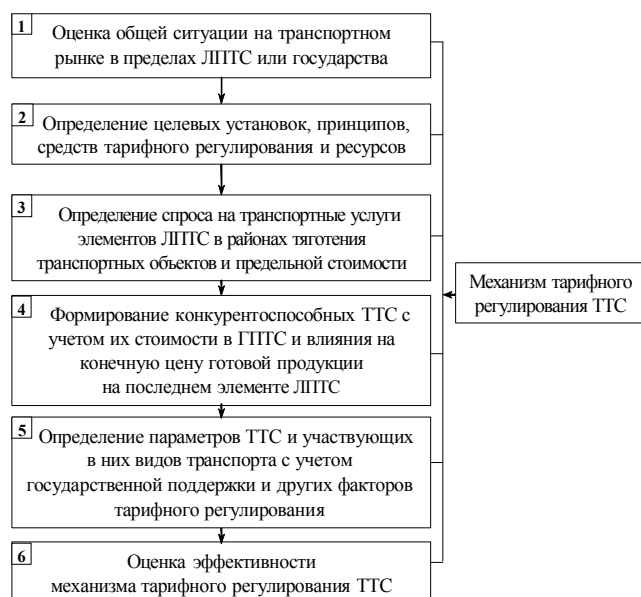 1
Оценка общей ситуации на транспортном
рынке в пределах ЛПТС или государства
2
Определение целевых установок, принципов,
средств тарифного регулирования и ресурсов
3
Определение спроса на транспортные услуги
элементов ЛПТС в районах тяготения
транспортных объектов и предельной стоимости
4
Формирование конкурентоспособных ТТС с
учетом их стоимости в ГПТС и влияния на
конечную цену готовой продукции
на последнем элементе ЛПТС
5
Определение параметров ТТС и участвующих
в них видов транспорта с учетом
государственной поддержки и других факторов
тарифного регулирования
6
Оценка эффективности
механизма тарифного регулирования ТТС
Механизм тарифного
регулирования ТТС